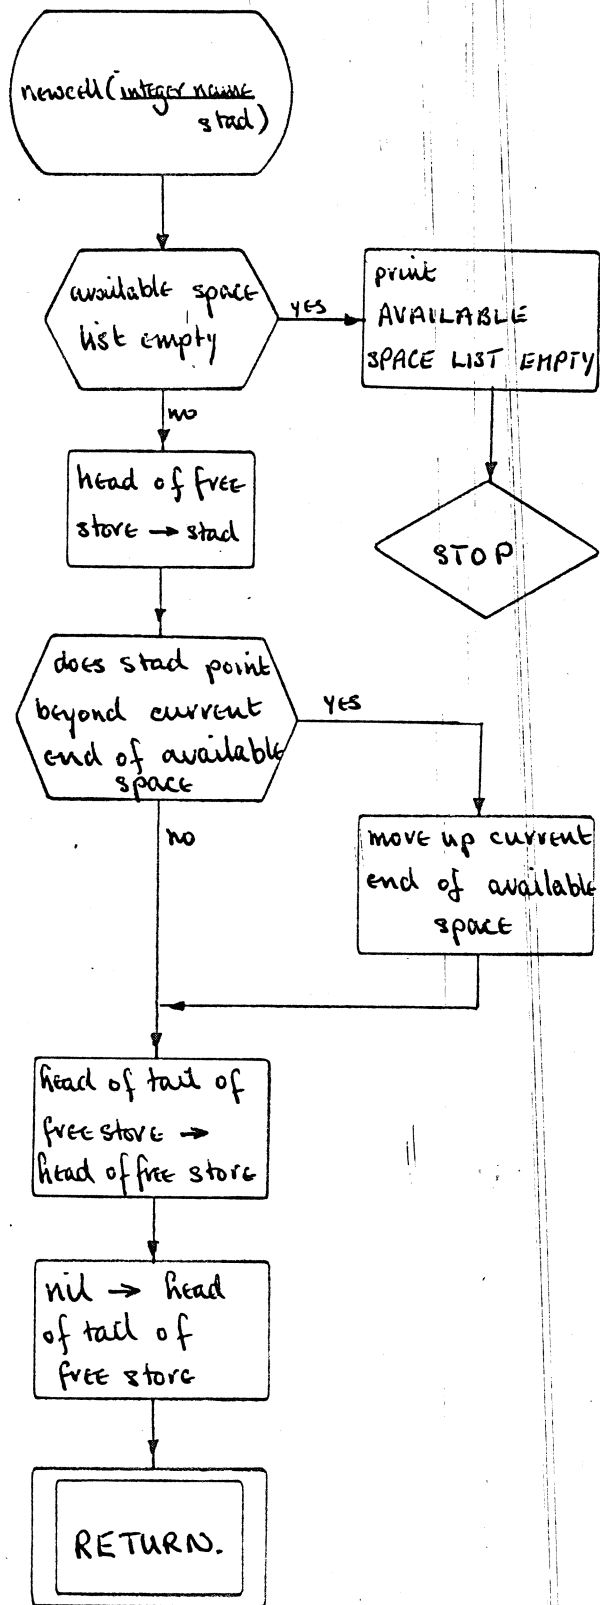 newcell(integer name
stad)
available space
list empty
YES
print
AVAILABLE
SPACE LIST EMPTY
no
head of free
store → stad
STOP
does stad point
beyond current
end of available
space
YES
no
move up current
end of available
space
head of tail of
free store →
head of free store
nil → head
of tail of
free store
RETURN.